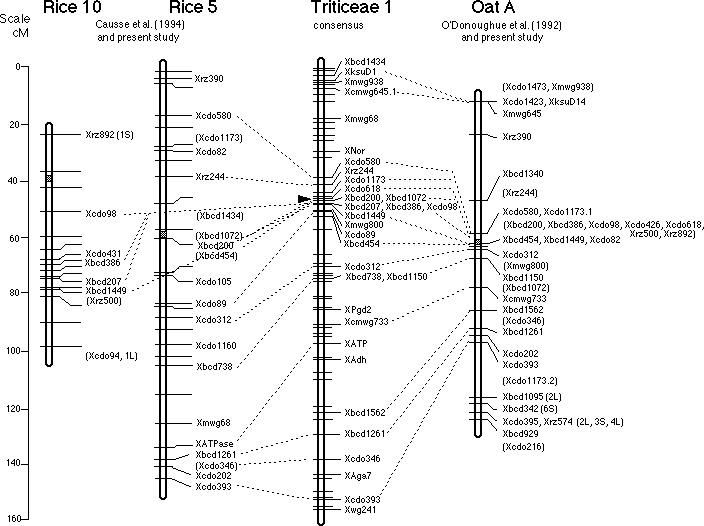 Scale
cM
0
20
40
60
80
100
120
140
160
Rice 10
Causse et al. (1994)
and present study
Xrz892 (1S)
Xcdo98
Xcdo431
Xbcd386
Xbcd207
Xbcd1449
(Xrz500)
(Xcdo94, 1L)
Rice 5
Xrz390
Xcdo580
(Xcdo1173)
Xcdo82
Xrz244
(Xbcd1434)
(Xbcd1072)
Xbcd200
(Xbcd454)
Xcdo105
Xcdo89
Xcdo312
Xcdo1160
Xbcd738
Xmwg68
XATPase
Xbcd1261
(Xcdo346)
Xcdo202
Xcdo393
Triticeae 1
consensus
Xbcd1434
XksuD1
Xmwg938
Xcmwg645.1
Xmwg68
XNor
Xcdo580
Xrz244
Xcdo1173
Xcdo618
Xbcd200, Xbcd1072
Xbcd207, Xbcd386, Xcdo98
Xbcd1449
Xmwg800
Xcdo89
Xbcd454
Xcdo312
Xbcd738, Xbcd1150
XPgd2
Xcmwg733
XATP
XAdh
Xbcd1562
Xbcd1261
Xcdo346
XAga7
Xcdo393
Xwg241
Oat A
O'Donoughue et al. (1992)
and present study
(Xcdo1473, Xmwg938)
Xcdo1423, XksuD14
Xmwg645
Xrz390
Xbcd1340
(Xrz244)
Xcdo580, Xcdo1173.1
(Xbcd200, Xbcd386, Xcdo98, Xcdo426, Xcdo618,
Xrz500, Xrz892)
Xbcd454, Xbcd1449, Xcdo82
Xcdo312
(Xmwg800)
Xbcd1150
(Xbcd1072)
Xcmwg733
Xbcd1562
(Xcdo346)
Xbcd1261
Xcdo202
Xcdo393
(Xcdo1173.2)
Xbcd1095 (2L)
Xbcd342 (6S)
Xcdo395, Xrz574 (2L, 3S, 4L)
Xbcd929
(Xcdo216)